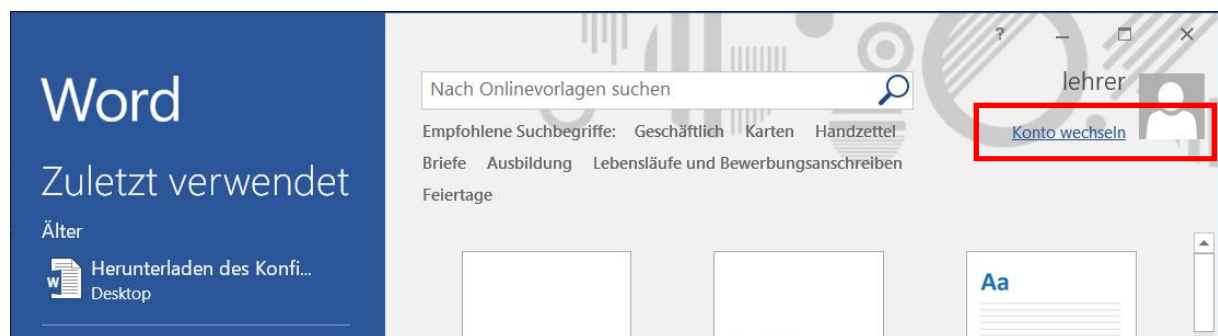 Word
Zuletzt verwendet
Älter
Herunterladen des Konfi...
Desktop
?
Nach Onlinevorlagen suchen
Empfohlene Suchbegriffe: Geschäftlich Karten Handzettel
Briefe Ausbildung Lebensläufe und Bewerbungsanschreiben
Feiertage
lehrer
Konto wechseln
Aa